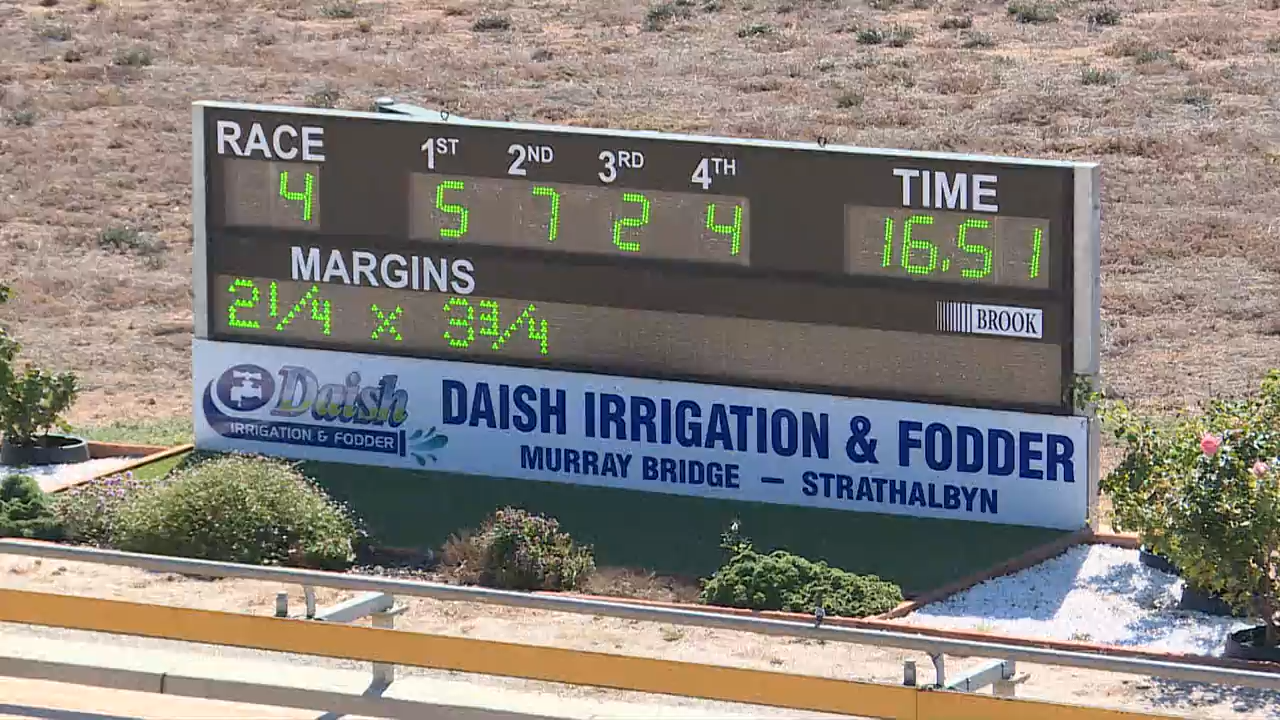 RACE 1ST 2ND 3RD 4TH TIME
4 5 7 2 4 16.51
MARGINS
2 1/4 x 3 3/4
BROOK
Daish
IRRIGATION & FODDER
DAISH IRRIGATION & FODDER
MURRAY BRIDGE — STRATHALBYN